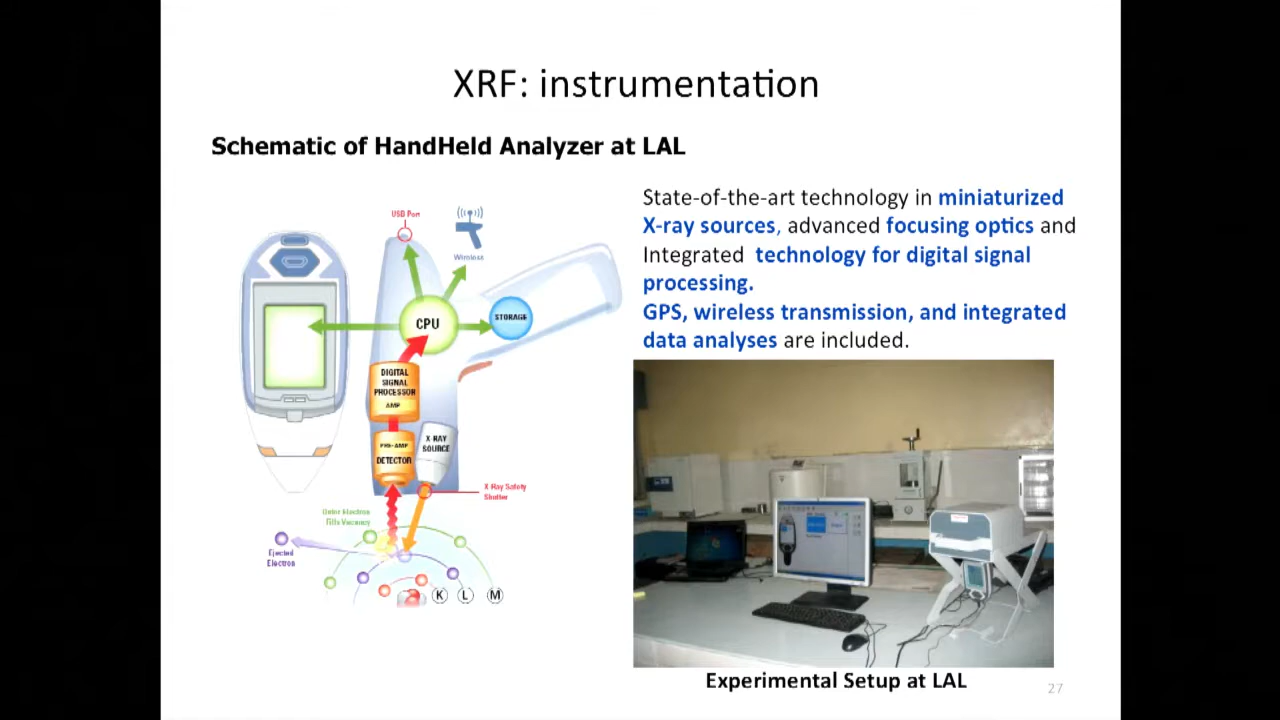 XRF: instrumentation
Schematic of HandHeld Analyzer at LAL
State-of-the-art technology in miniaturized
X-ray sources, advanced focusing optics and
Integrated technology for digital signal
processing.
GPS, wireless transmission, and integrated
data analyses are included.
USB Port
Wireless
CPU
STORAGE
DIGITAL
SIGNAL
PROCESSOR
AMP
PRE-AMP
DETECTOR
X-RAY
SOURCE
X-Ray Safety
Shutter
Outer Electron
Fills Vacancy
Ejected
Electron
K L M
Experimental Setup at LAL
27